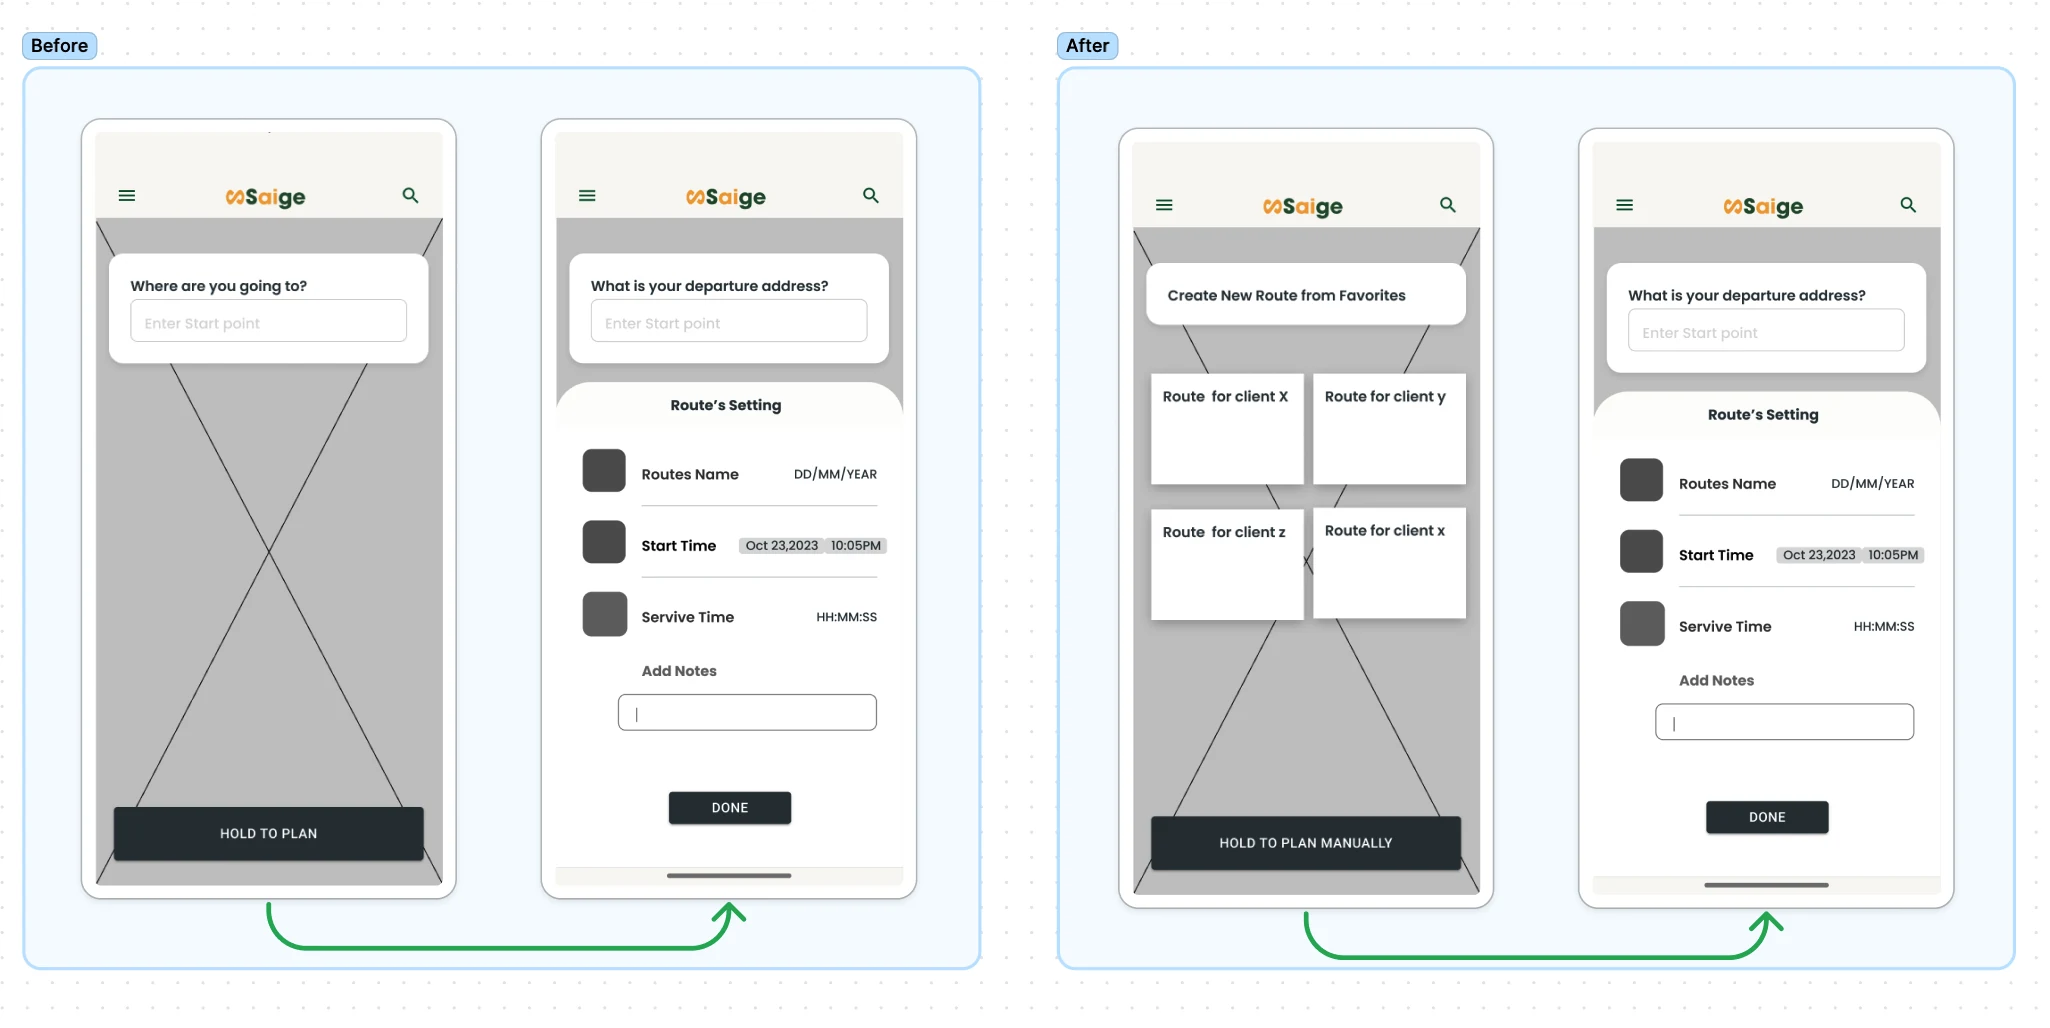 Before
Saige
Where are you going to?
Enter Start point
HOLD TO PLAN
Saige
What is your departure address?
Enter Start point
Route's Setting
Routes Name DD/MM/YEAR
Start Time Oct 23,2023 10:05PM
Servive Time HH:MM:SS
Add Notes
DONE
After
Saige
Create New Route from Favorites
Route for client X
Route for client y
Route for client z
Route for client x
HOLD TO PLAN MANUALLY
Saige
What is your departure address?
Enter Start point
Route's Setting
Routes Name DD/MM/YEAR
Start Time Oct 23,2023 10:05PM
Servive Time HH:MM:SS
Add Notes
DONE